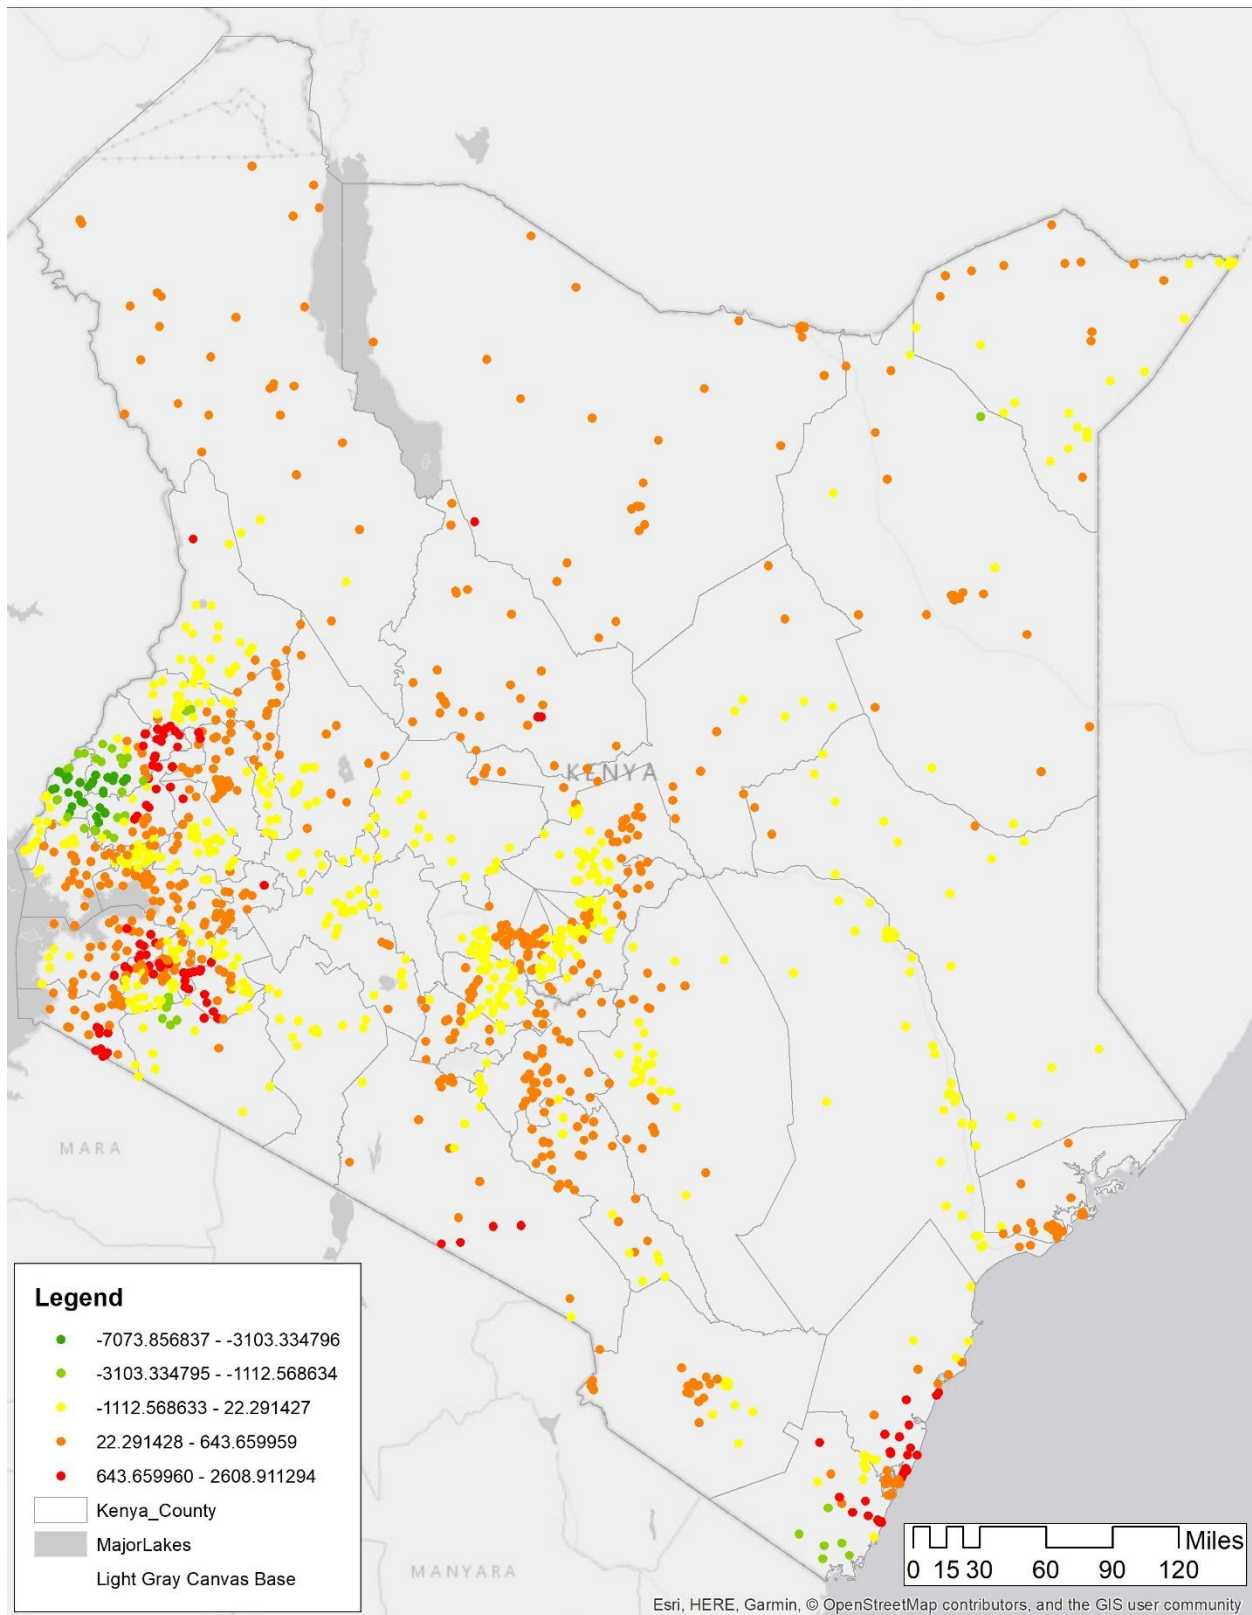 KENYA
MARA
MANYARA
Legend
-7073.856837 - -3103.334796
-3103.334795 - -1112.568634
-1112.568633 - 22.291427
22.291428 - 643.659959
643.659960 - 2608.911294
Kenya_County
MajorLakes
Light Gray Canvas Base
Miles
0 15 30 60 90 120
Esri, HERE, Garmin, © OpenStreetMap contributors, and the GIS user community